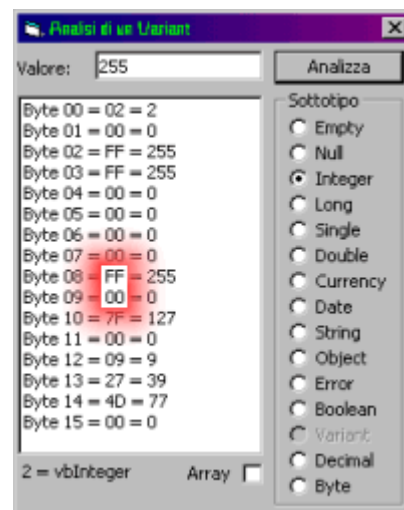 Analisi di un Variant
Valore: 255
Analizza
Byte 00 = 02 = 2
Byte 01 = 00 = 0
Byte 02 = FF = 255
Byte 03 = FF = 255
Byte 04 = 00 = 0
Byte 05 = 00 = 0
Byte 06 = 00 = 0
Byte 07 = 00 = 0
Byte 08 = FF = 255
Byte 09 = 00 = 0
Byte 10 = 7F = 127
Byte 11 = 00 = 0
Byte 12 = 09 = 9
Byte 13 = 27 = 39
Byte 14 = 4D = 77
Byte 15 = 00 = 0
2 = vbInteger
Array
Sottotipo
Empty
Null
Integer
Long
Single
Double
Currency
Date
String
Object
Error
Boolean
Variant
Decimal
Byte